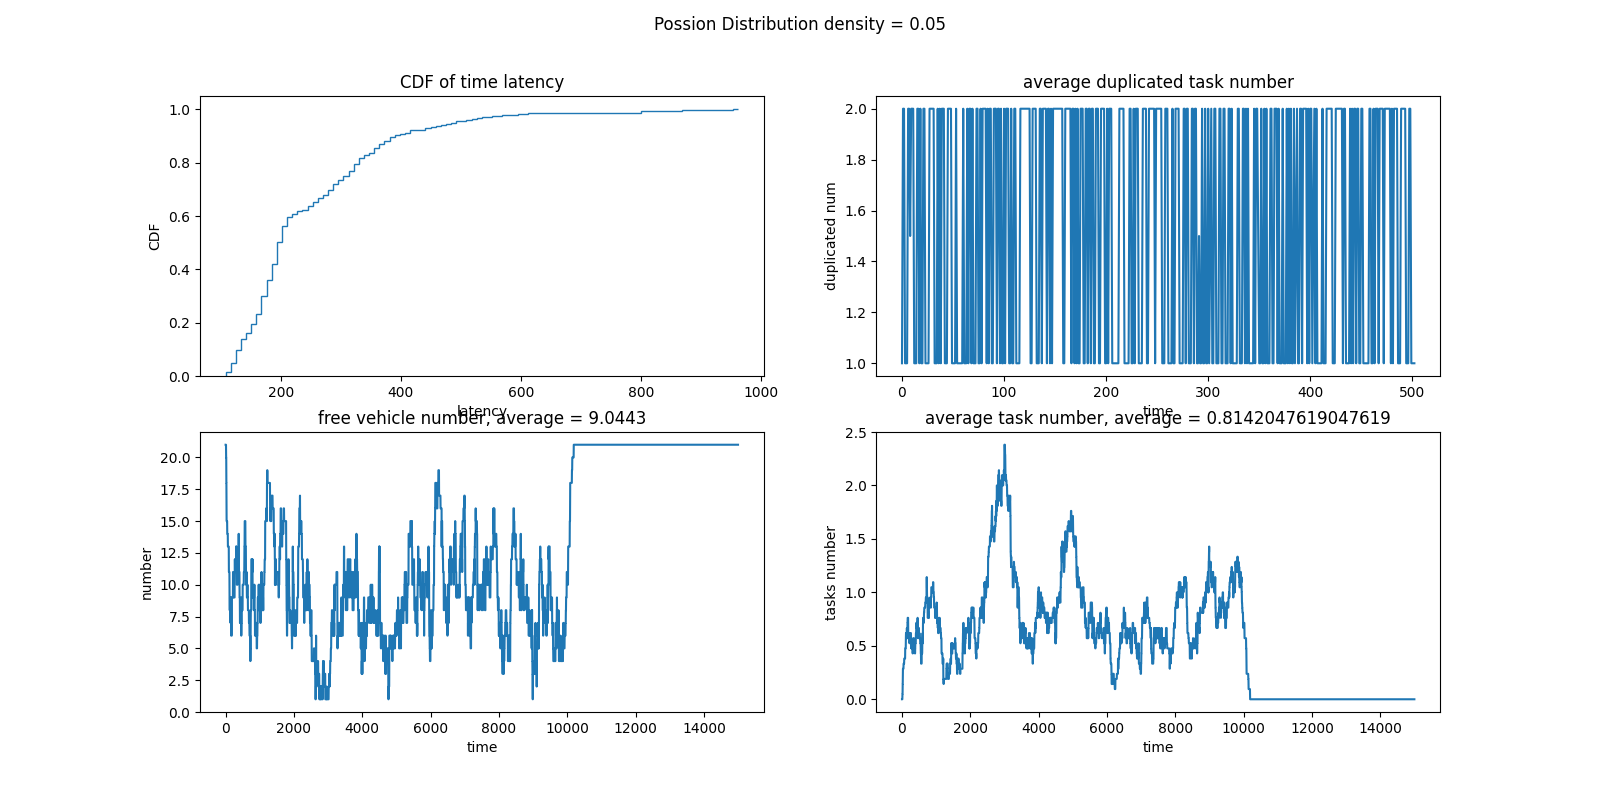 Possion Distribution density = 0.05
CDF of time latency
1.0
0.8
0.6
0.4
0.2
0.0
CDF
200 400 600 800 1000
latency
average duplicated task number
2.0
1.8
1.6
1.4
1.2
1.0
duplicated num
0 100 200 300 400 500
time
free vehicle number, average = 9.0443
20.0
17.5
15.0
12.5
10.0
7.5
5.0
2.5
0.0
number
0 2000 4000 6000 8000 10000 12000 14000
time
average task number, average = 0.8142047619047619
2.5
2.0
1.5
1.0
0.5
0.0
tasks number
0 2000 4000 6000 8000 10000 12000 14000
time